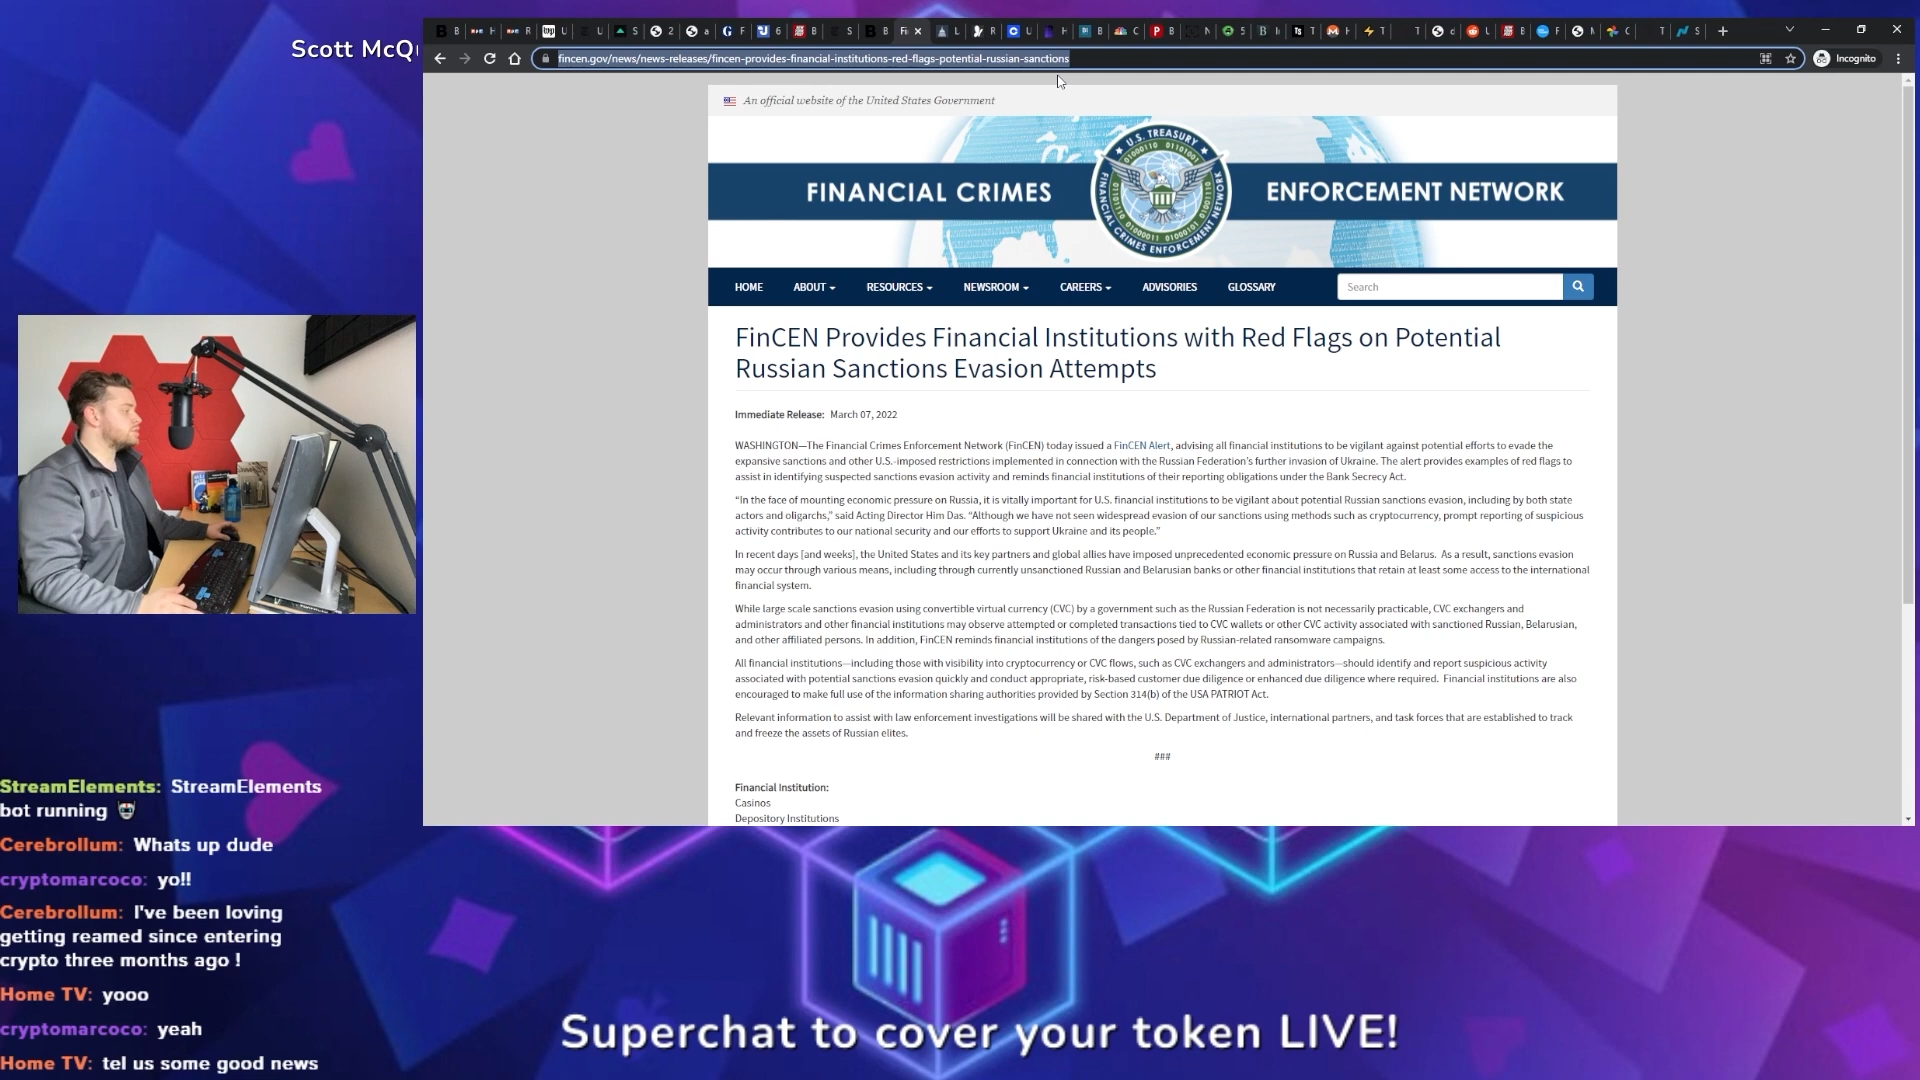 Scott McQ
fincen.gov/news/news-releases/fincen-provides-financial-institutions-red-flags-potential-russian-sanctions
Incognito
An official website of the United States Government
FINANCIAL CRIMES
ENFORCEMENT NETWORK
U.S. TREASURY
FINANCIAL CRIMES ENFORCEMENT NETWORK
HOME ABOUT RESOURCES NEWSROOM CAREERS ADVISORIES GLOSSARY Search
FinCEN Provides Financial Institutions with Red Flags on Potential
Russian Sanctions Evasion Attempts
Immediate Release: March 07, 2022
WASHINGTON—The Financial Crimes Enforcement Network (FinCEN) today issued a FinCEN Alert, advising all financial institutions to be vigilant against potential efforts to evade the
expansive sanctions and other U.S.-imposed restrictions implemented in connection with the Russian Federation's further invasion of Ukraine. The alert provides examples of red flags to
assist in identifying suspected sanctions evasion activity and reminds financial institutions of their reporting obligations under the Bank Secrecy Act.
“In the face of mounting economic pressure on Russia, it is vitally important for U.S. financial institutions to be vigilant about potential Russian sanctions evasion, including by both state
actors and oligarchs,” said Acting Director Him Das. “Although we have not seen widespread evasion of our sanctions using methods such as cryptocurrency, prompt reporting of suspicious
activity contributes to our national security and our efforts to support Ukraine and its people.”
In recent days [and weeks], the United States and its key partners and global allies have imposed unprecedented economic pressure on Russia and Belarus. As a result, sanctions evasion
may occur through various means, including through currently unsanctioned Russian and Belarusian banks or other financial institutions that retain at least some access to the international
financial system.
While large scale sanctions evasion using convertible virtual currency (CVC) by a government such as the Russian Federation is not necessarily practicable, CVC exchangers and
administrators and other financial institutions may observe attempted or completed transactions tied to CVC wallets or other CVC activity associated with sanctioned Russian, Belarusian,
and other affiliated persons. In addition, FinCEN reminds financial institutions of the dangers posed by Russian-related ransomware campaigns.
All financial institutions—including those with visibility into cryptocurrency or CVC flows, such as CVC exchangers and administrators—should identify and report suspicious activity
associated with potential sanctions evasion quickly and conduct appropriate, risk-based customer due diligence or enhanced due diligence where required. Financial institutions are also
encouraged to make full use of the information sharing authorities provided by Section 314(b) of the USA PATRIOT Act.
Relevant information to assist with law enforcement investigations will be shared with the U.S. Department of Justice, international partners, and task forces that are established to track
and freeze the assets of Russian elites.
###
Financial Institution:
Casinos
Depository Institutions
StreamElements: StreamElements
bot running
Cerebrollum: Whats up dude
cryptomarcoco: yo!!
Cerebrollum: I've been loving
getting reamed since entering
crypto three months ago !
Home TV: yooo
cryptomarcoco: yeah
Home TV: tell us some good news
Superchat to cover your token LIVE!